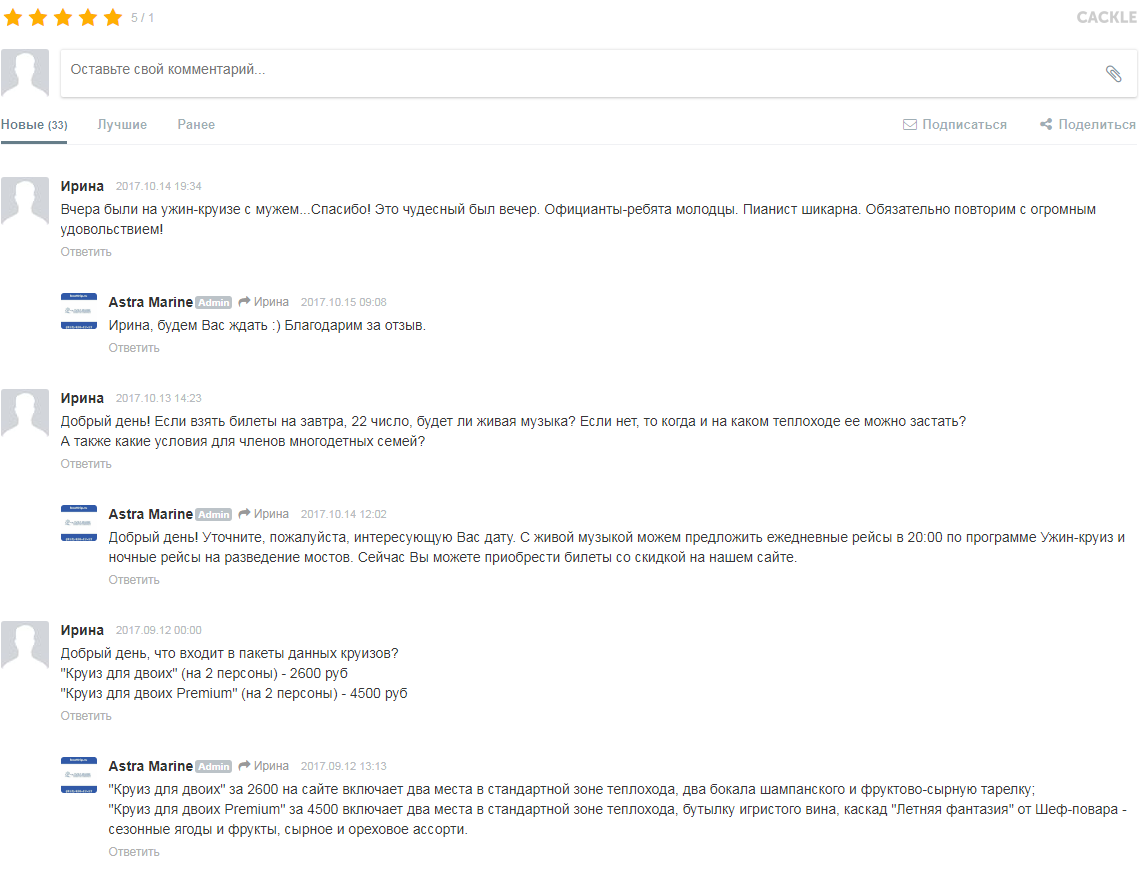 5 / 1
CACKLE
Оставьте свой комментарий...
Новые (33) Лучшие Ранее Подписаться Поделиться
Ирина 2017.10.14 19:34
Вчера были на ужин-круизе с мужем...Спасибо! Это чудесный был вечер. Официанты-ребята молодцы. Пианист шикарна. Обязательно повторим с огромным
удовольствием!
Ответить
Astra Marine Admin Ирина 2017.10.15 09:08
Ирина, будем Вас ждать :) Благодарим за отзыв.
Ответить
Ирина 2017.10.13 14:23
Добрый день! Если взять билеты на завтра, 22 число, будет ли живая музыка? Если нет, то когда и на каком теплоходе ее можно застать?
А также какие условия для членов многодетных семей?
Ответить
Astra Marine Admin Ирина 2017.10.14 12:02
Добрый день! Уточните, пожалуйста, интересующую Вас дату. С живой музыкой можем предложить ежедневные рейсы в 20:00 по программе Ужин-круиз и
ночные рейсы на разведение мостов. Сейчас Вы можете приобрести билеты со скидкой на нашем сайте.
Ответить
Ирина 2017.09.12 00:00
Добрый день, что входит в пакеты данных круизов?
"Круиз для двоих" (на 2 персоны) - 2600 руб
"Круиз для двоих Premium" (на 2 персоны) - 4500 руб
Ответить
Astra Marine Admin Ирина 2017.09.12 13:13
"Круиз для двоих" за 2600 на сайте включает два места в стандартной зоне теплохода, два бокала шампанского и фруктово-сырную тарелку;
"Круиз для двоих Premium" за 4500 включает два места в стандартной зоне теплохода, бутылку игристого вина, каскад "Летняя фантазия" от Шеф-повара -
сезонные ягоды и фрукты, сырное и ореховое ассорти.
Ответить